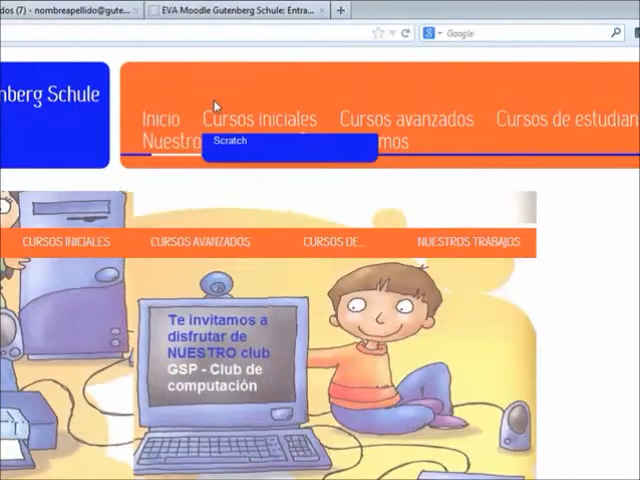 dos (7) - nombreapellido@gute...
EVA Moodle Gutenberg Schule: Entra...
Google
nberg Schule
Inicio Cursos iniciales Cursos avanzados Cursos de estudian
Nuestro mos
Scratch
CURSOS INICIALES CURSOS AVANZADOS CURSOS DE... NUESTROS TRABAJOS
Te invitamos a
disfrutar de
NUESTRO club
GSP - Club de
computación